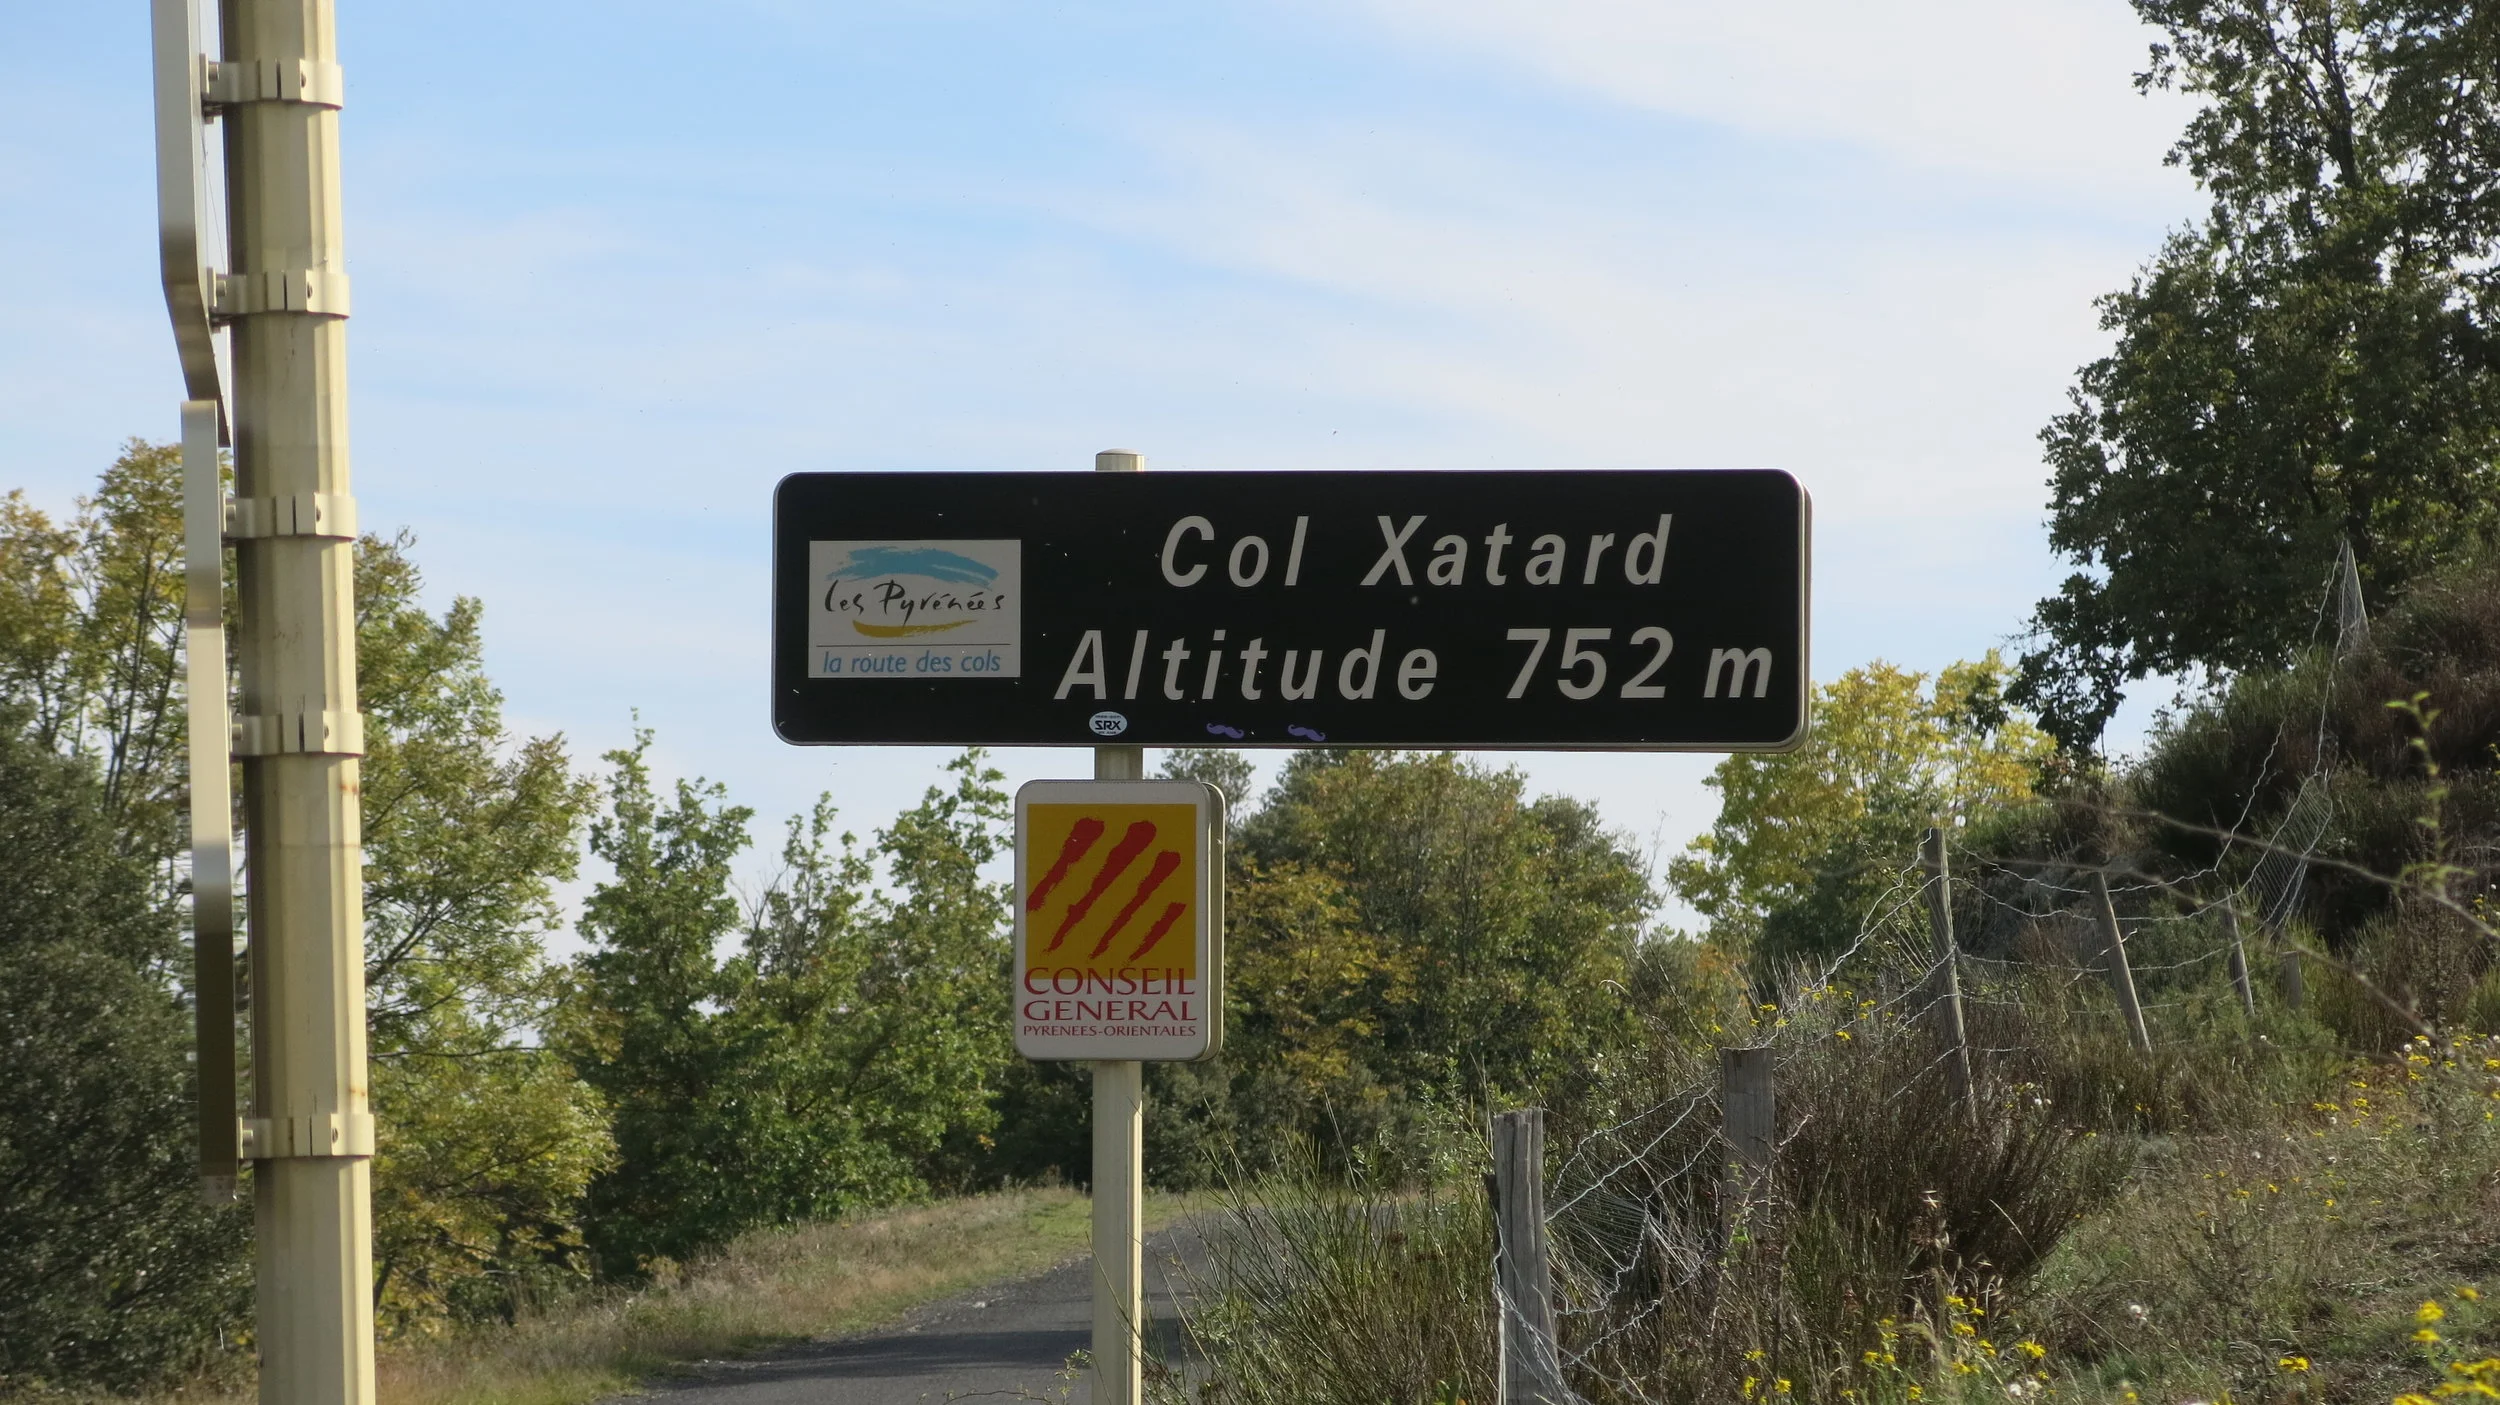 Col Xatard
Altitude 752 m
Les Pyrénées
la route des cols
SRX
CONSEIL
GENERAL
PYRENEES-ORIENTALES